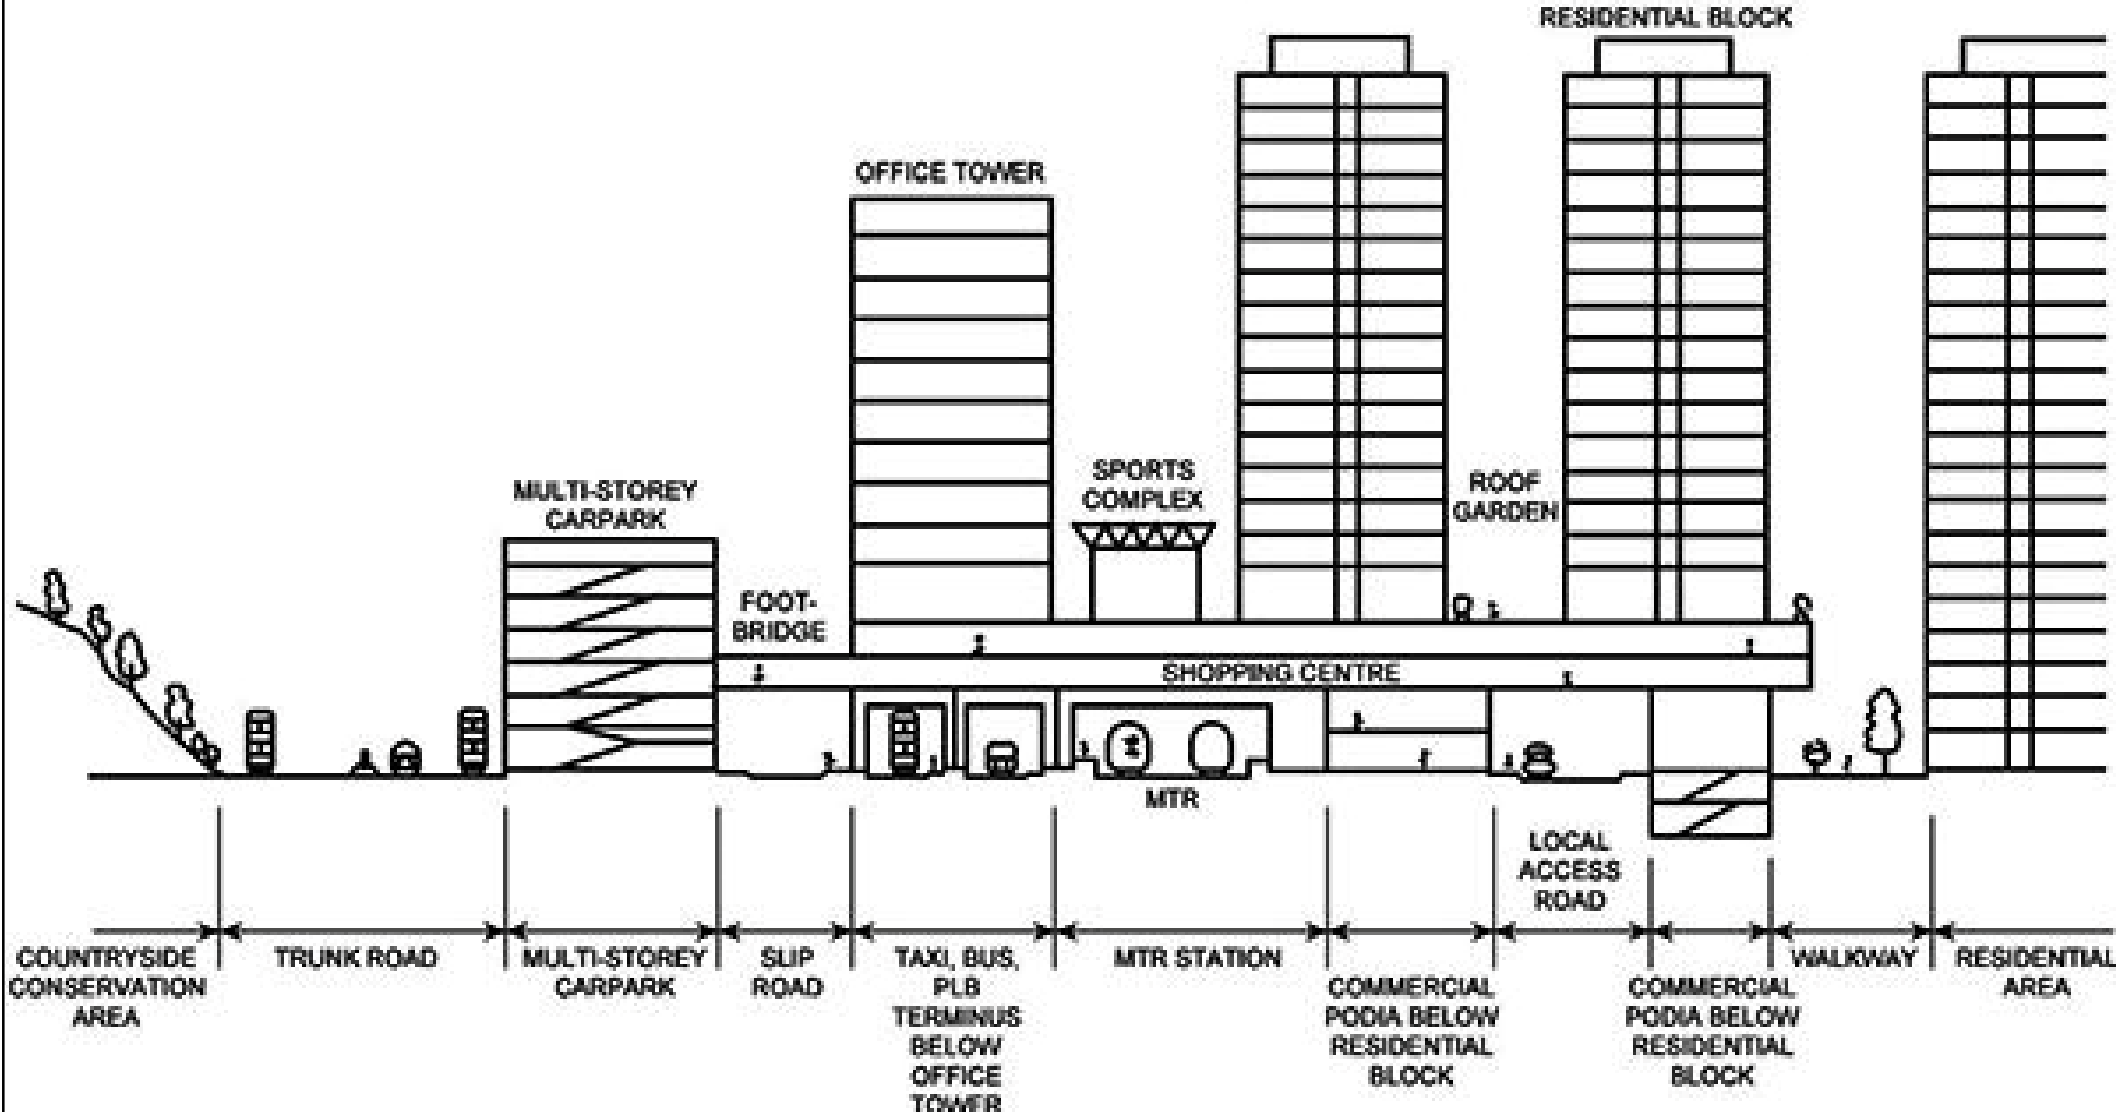 RESIDENTIAL BLOCK
OFFICE TOWER
SPORTS
COMPLEX
ROOF
GARDEN
MULTI-STOREY
CARPARK
FOOT-
BRIDGE
SHOPPING CENTRE
MTR
LOCAL
ACCESS
ROAD
COUNTRYSIDE
CONSERVATION
AREA
TRUNK ROAD
MULTI-STOREY
CARPARK
SLIP
ROAD
TAXI, BUS,
PLB
TERMINUS
BELOW
OFFICE
TOWER
MTR STATION
COMMERCIAL
PODIA BELOW
RESIDENTIAL
BLOCK
COMMERCIAL
PODIA BELOW
RESIDENTIAL
BLOCK
WALKWAY
RESIDENTIAL
AREA